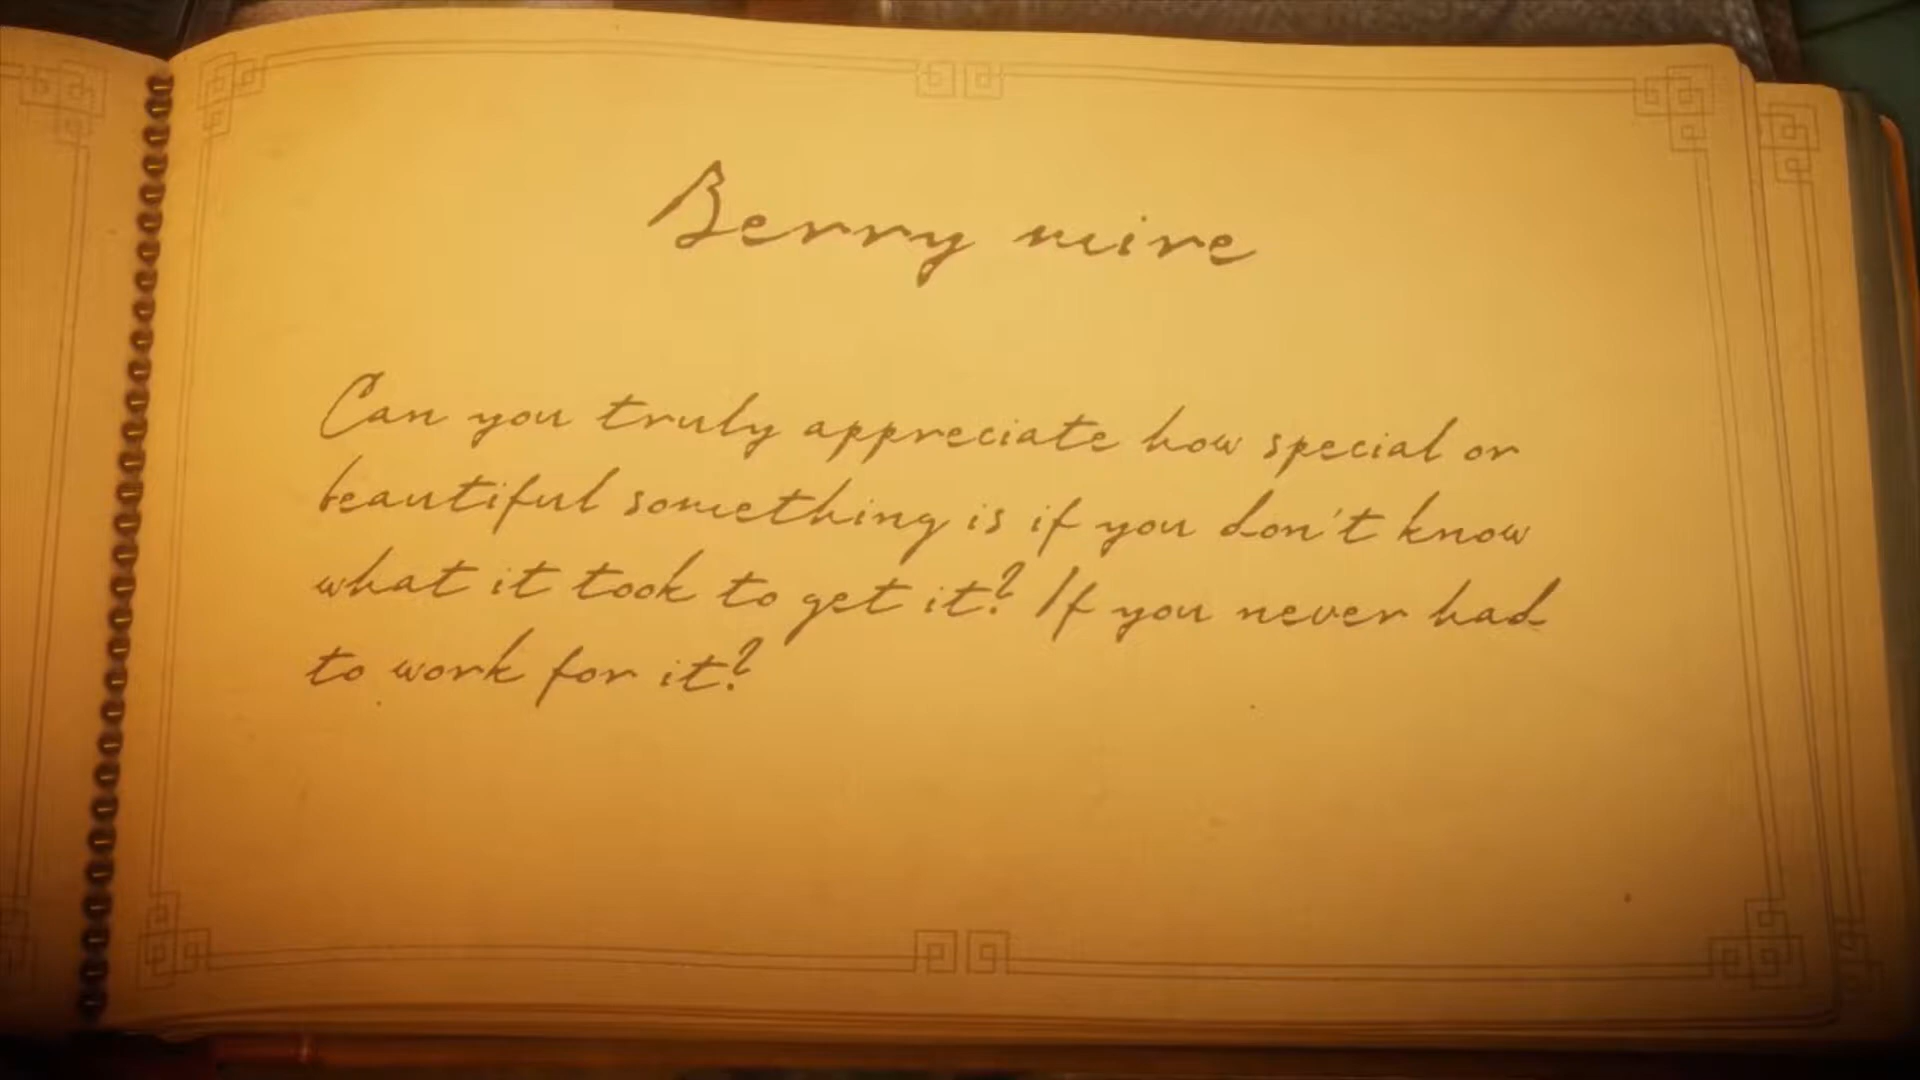 Berry mire
Can you truly appreciate how special or
beautiful something is if you don't know
what it took to get it? If you never had
to work for it?